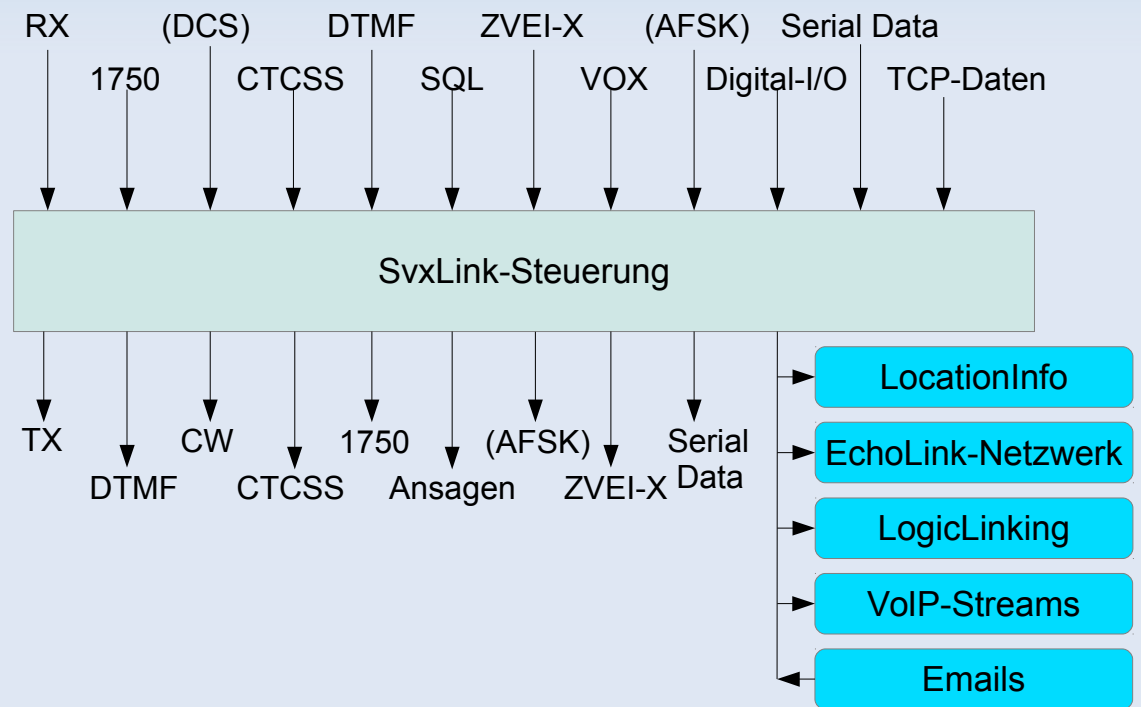 RX (DCS) DTMF ZVEI-X (AFSK) Serial Data
1750 CTCSS SQL VOX Digital-I/O TCP-Daten
SvxLink-Steuerung
TX CW 1750 (AFSK) Serial
Data
DTMF CTCSS Ansagen ZVEI-X
LocationInfo
EchoLink-Netzwerk
LogicLinking
VoIP-Streams
Emails